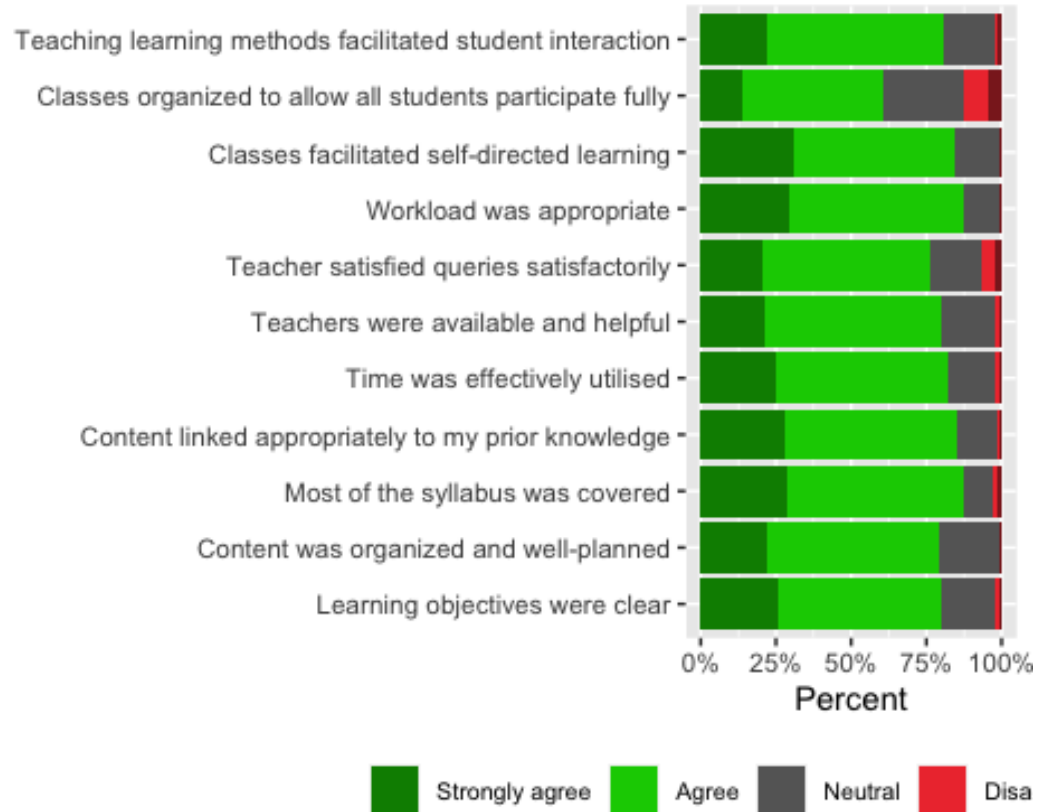 Teaching learning methods facilitated student interaction
Classes organized to allow all students participate fully
Classes facilitated self-directed learning
Workload was appropriate
Teacher satisfied queries satisfactorily
Teachers were available and helpful
Time was effectively utilised
Content linked appropriately to my prior knowledge
Most of the syllabus was covered
Content was organized and well-planned
Learning objectives were clear
0% 25% 50% 75% 100%
Percent
Strongly agree Agree Neutral Disa